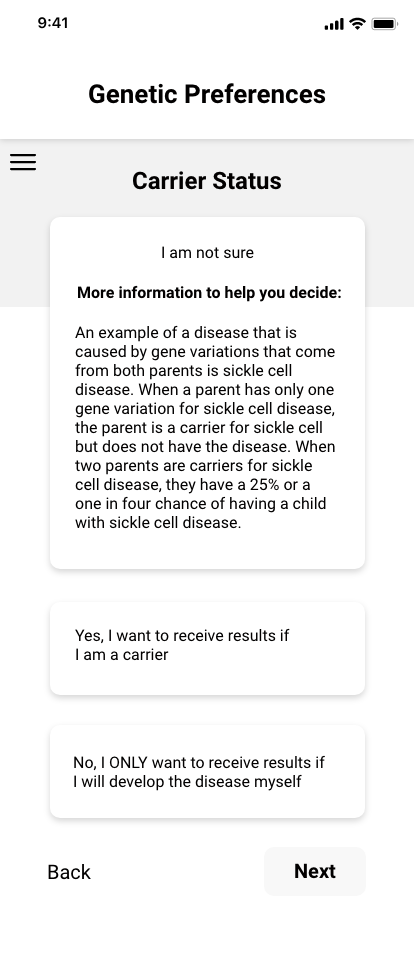 9:41
Genetic Preferences
Carrier Status
I am not sure
More information to help you decide:
An example of a disease that is
caused by gene variations that come
from both parents is sickle cell
disease. When a parent has only one
gene variation for sickle cell disease,
the parent is a carrier for sickle cell
but does not have the disease. When
two parents are carriers for sickle
cell disease, they have a 25% or a
one in four chance of having a child
with sickle cell disease.
Yes, I want to receive results if
I am a carrier
No, I ONLY want to receive results if
I will develop the disease myself
Back
Next